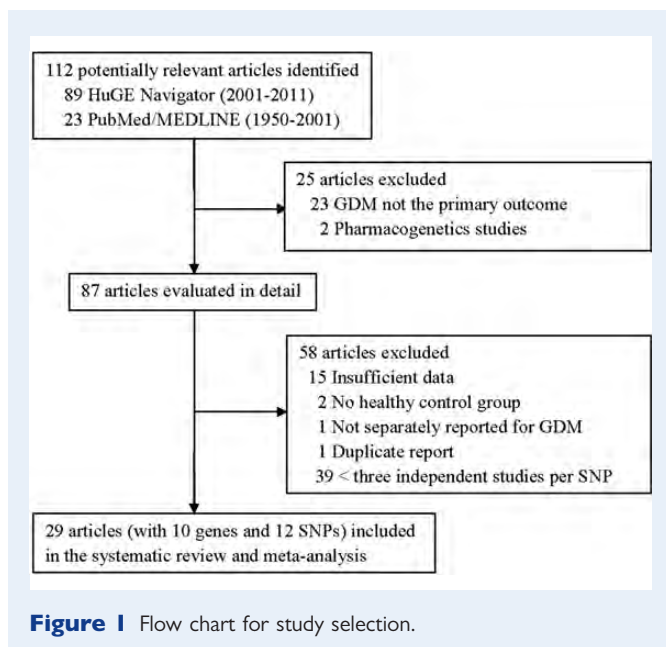 112 potentially relevant articles identified
89 HuGE Navigator (2001-2011)
23 PubMed/MEDLINE (1950-2001)
25 articles excluded
23 GDM not the primary outcome
2 Pharmacogenetics studies
87 articles evaluated in detail
58 articles excluded
15 Insufficient data
2 No healthy control group
1 Not separately reported for GDM
1 Duplicate report
39 < three independent studies per SNP
29 articles (with 10 genes and 12 SNPs) included
in the systematic review and meta-analysis
Figure 1 Flow chart for study selection.